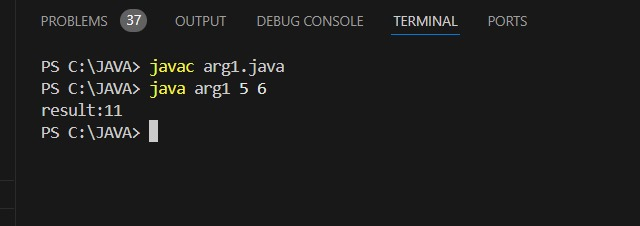 PROBLEMS 37 OUTPUT DEBUG CONSOLE TERMINAL PORTS
PS C:\JAVA> javac arg1.java
PS C:\JAVA> java arg1 5 6
result:11
PS C:\JAVA>